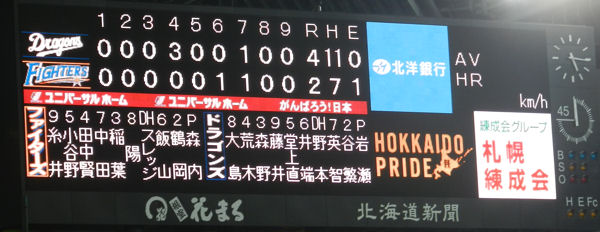 1 2 3 4 5 6 7 8 9 R H E
Dragons 0 0 0 3 0 0 1 0 0 4 11 0
FIGHTERS 0 0 0 0 0 1 1 0 0 2 7 1
ユニバーサル ホーム ユニバーサル ホーム がんばろう!日本
ファイターズ
9 5 4 7 3 8 DH 6 2 P
糸谷井
小谷野
田中賢
中田
稲葉
陽
スレッジ
飯山
鶴岡
森内
ドラゴンズ
8 4 3 9 5 6 DH 7 2 P
大島
荒木
森野
藤井
堂上直
井端
野本
英智
谷繁
岩瀬
北洋銀行
AV
HR
km/h
HOKKAIDO
PRIDE
練成会グループ
札幌
練成会
45
B
S
O
H E Fc
花まる
北海道新聞